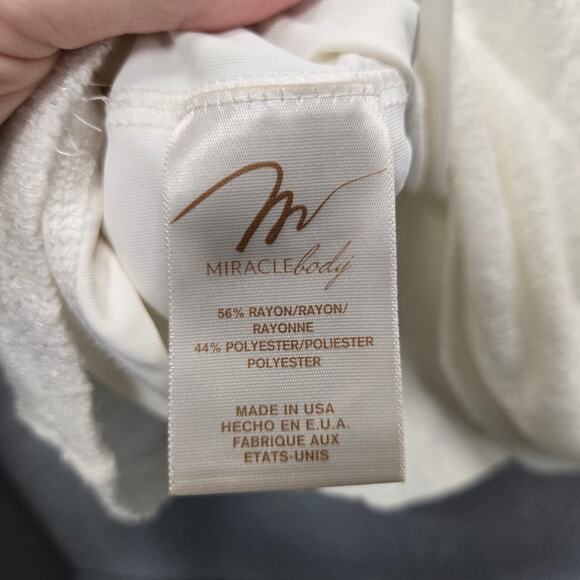 MIRACLEbody
56% RAYON/RAYON/
RAYONNE
44% POLYESTER/POLIESTER
POLYESTER
MADE IN USA
HECHO EN E.U.A.
FABRIQUE AUX
ETATS-UNIS